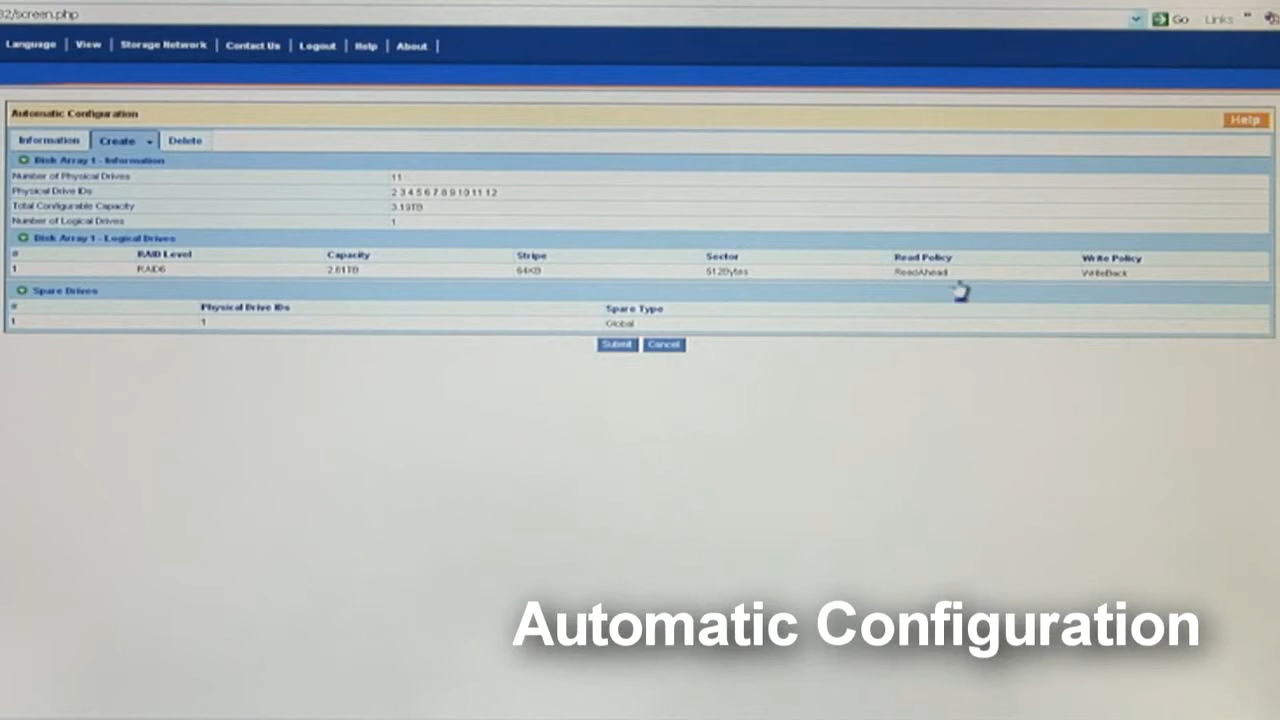 32/screen.php Go Links »
Language | View | Storage Network | Contact Us | Logout | Help | About |
Automatic Configuration
Help
Information Create Delete
Disk Array 1 - Information
Number of Physical Drives 11
Physical Drive IDs 2 3 4 5 6 7 8 9 10 11 12
Total Configurable Capacity 3.19TB
Number of Logical Drives 1
Disk Array 1 - Logical Drives
# RAID Level Capacity Stripe Sector Read Policy Write Policy
1 RAID6 2.61TB 64KB 512Bytes ReadAhead WriteBack
Spare Drives
# Physical Drive IDs Spare Type
1 1 Global
Submit Cancel
Automatic Configuration